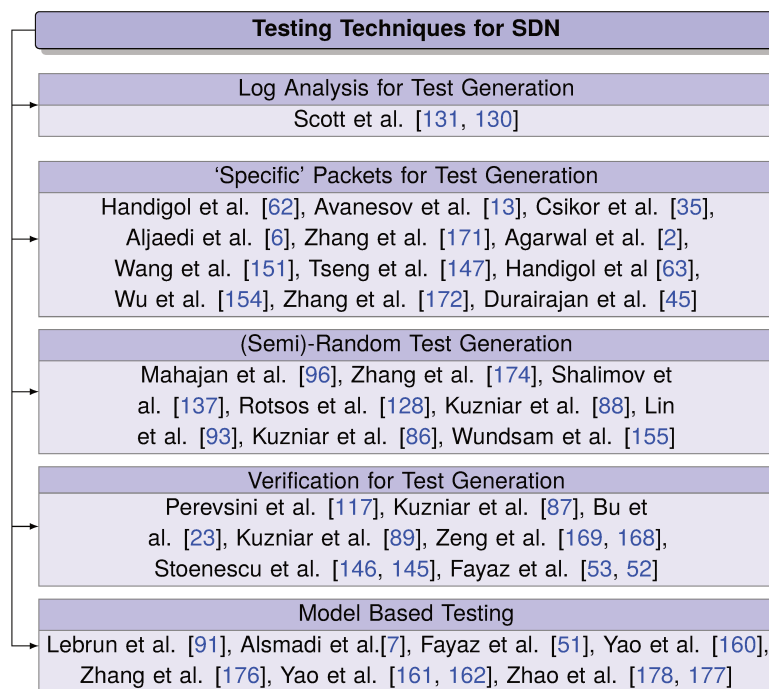 Testing Techniques for SDN
Log Analysis for Test Generation
Scott et al. [131, 130]
‘Specific’ Packets for Test Generation
Handigol et al. [62], Avanesov et al. [13], Csikor et al. [35],
Aljaedi et al. [6], Zhang et al. [171], Agarwal et al. [2],
Wang et al. [151], Tseng et al. [147], Handigol et al [63],
Wu et al. [154], Zhang et al. [172], Durairajan et al. [45]
(Semi)-Random Test Generation
Mahajan et al. [96], Zhang et al. [174], Shalimov et
al. [137], Rotsos et al. [128], Kuzniar et al. [88], Lin
et al. [93], Kuzniar et al. [86], Wundsam et al. [155]
Verification for Test Generation
Perevsini et al. [117], Kuzniar et al. [87], Bu et
al. [23], Kuzniar et al. [89], Zeng et al. [169, 168],
Stoenescu et al. [146, 145], Fayaz et al. [53, 52]
Model Based Testing
Lebrun et al. [91], Alsmadi et al.[7], Fayaz et al. [51], Yao et al. [160],
Zhang et al. [176], Yao et al. [161, 162], Zhao et al. [178, 177]